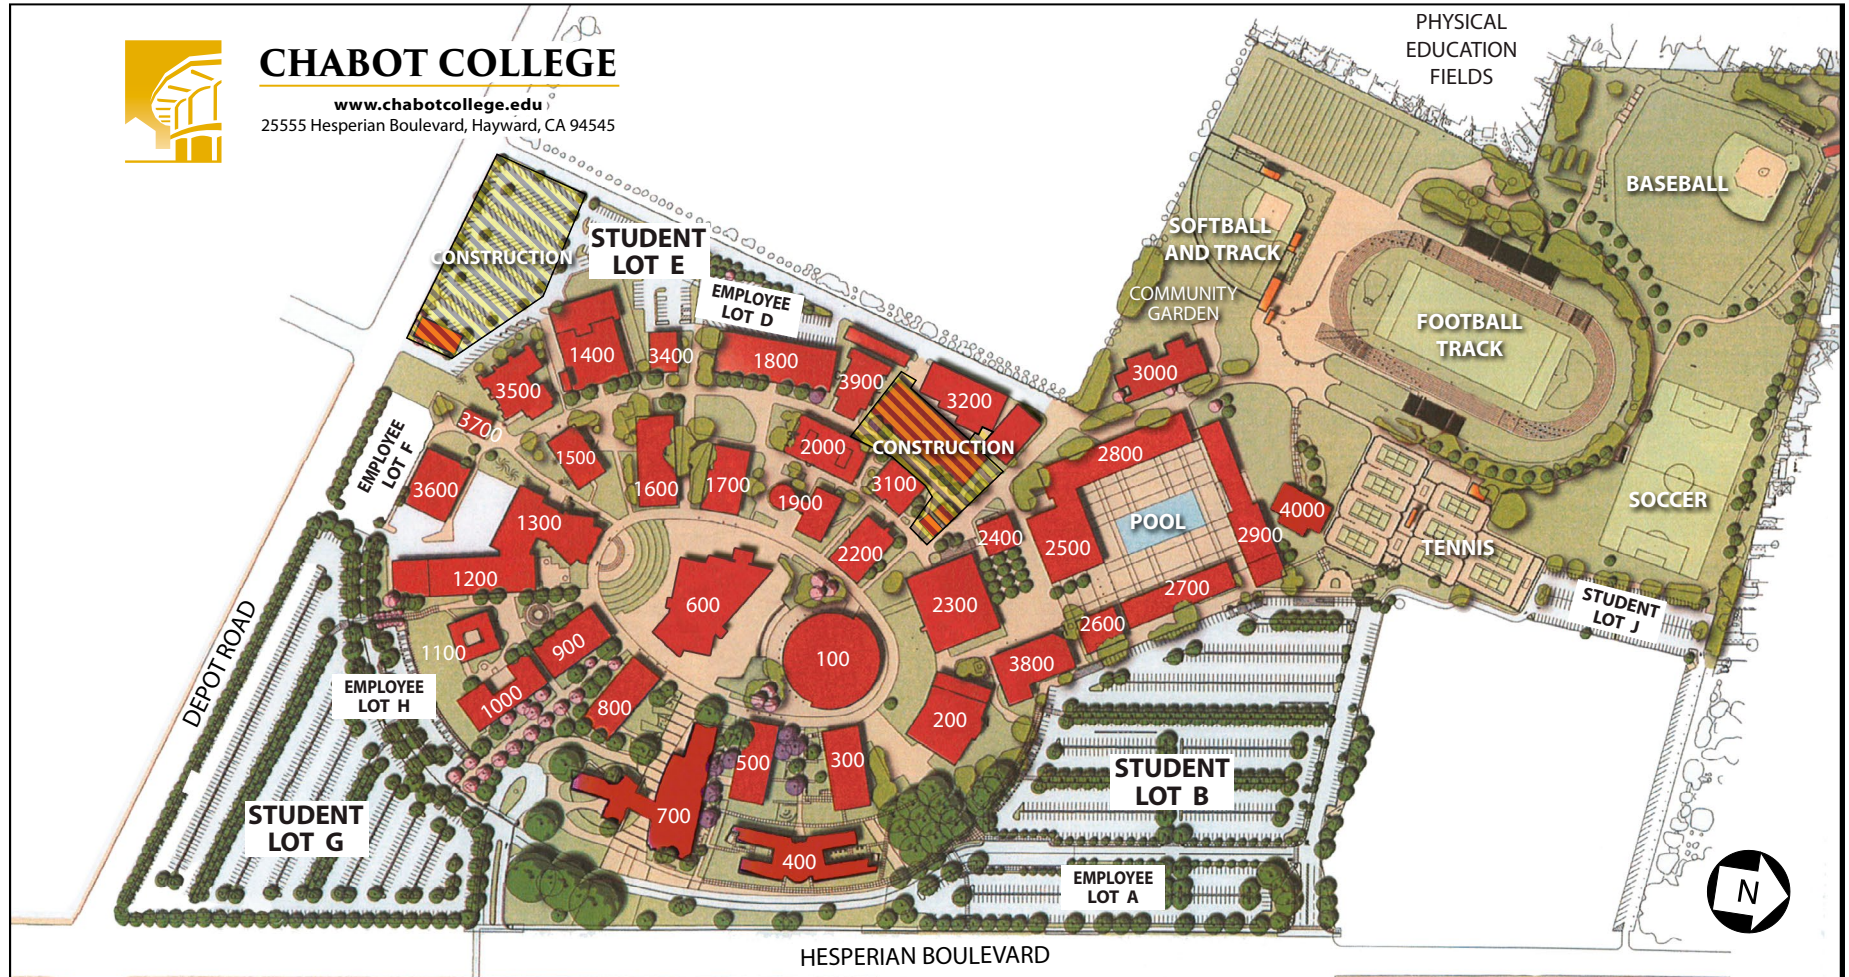 CHABOT COLLEGE
www.chabotcollege.edu
25555 Hesperian Boulevard, Hayward, CA 94545
PHYSICAL
EDUCATION
FIELDS
BASEBALL
SOFTBALL
AND TRACK
COMMUNITY
GARDEN
FOOTBALL
TRACK
SOCCER
TENNIS
STUDENT
LOT J
CONSTRUCTION
STUDENT
LOT E
EMPLOYEE
LOT D
1400
3400
1800
3900
3200
3000
3500
3700
1500
1600
1700
2000
CONSTRUCTION
3100
1900
2800
POOL
4000
2900
EMPLOYEE
LOT F
3600
1300
1200
2200
2400
2500
2700
2600
600
2300
100
3800
200
1100
900
1000
800
EMPLOYEE
LOT H
DEPOT ROAD
500
300
700
400
STUDENT
LOT G
STUDENT
LOT B
EMPLOYEE
LOT A
N
HESPERIAN BOULEVARD